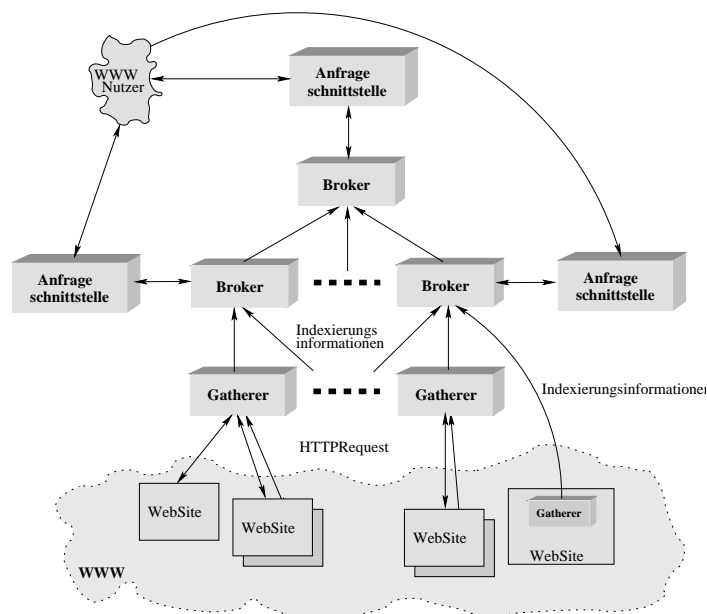 WWW
Nutzer
Anfrage
schnittstelle
Broker
Anfrage
schnittstelle
Broker
Broker
Anfrage
schnittstelle
Indexierungs
informationen
Gatherer
Gatherer
Indexierungsinformationen
HTTPRequest
WebSite
WebSite
WebSite
Gatherer
WebSite
WWW